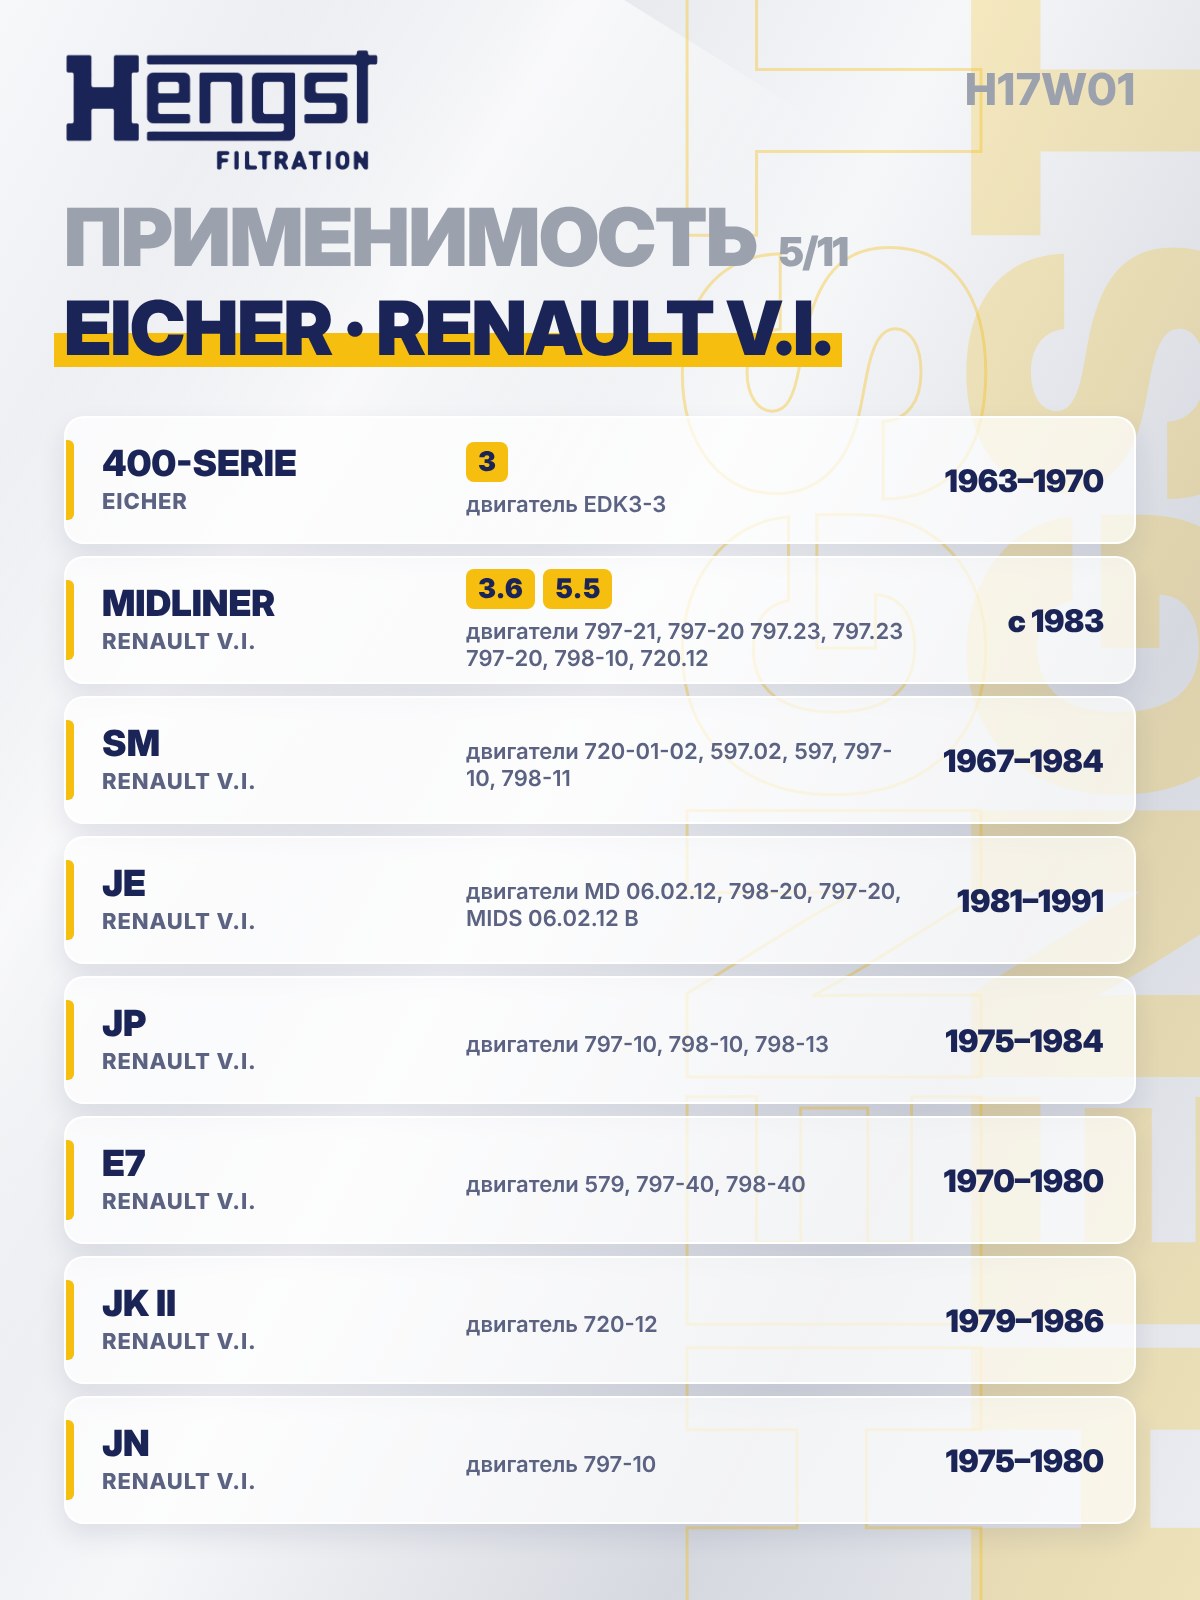 Hengst
FILTRATION
H17W01
ПРИМЕНИМОСТЬ 5/11
EICHER · RENAULT V.I.
400-SERIE
EICHER
3
двигатель EDK3-3
1963–1970
MIDLINER
RENAULT V.I.
3.6 5.5
двигатели 797-21, 797-20 797.23, 797.23
797-20, 798-10, 720.12
с 1983
SM
RENAULT V.I.
двигатели 720-01-02, 597.02, 597, 797-
10, 798-11
1967–1984
JE
RENAULT V.I.
двигатели MD 06.02.12, 798-20, 797-20,
MIDS 06.02.12 B
1981–1991
JP
RENAULT V.I.
двигатели 797-10, 798-10, 798-13
1975–1984
E7
RENAULT V.I.
двигатели 579, 797-40, 798-40
1970–1980
JK II
RENAULT V.I.
двигатель 720-12
1979–1986
JN
RENAULT V.I.
двигатель 797-10
1975–1980
HENGST
HENGST